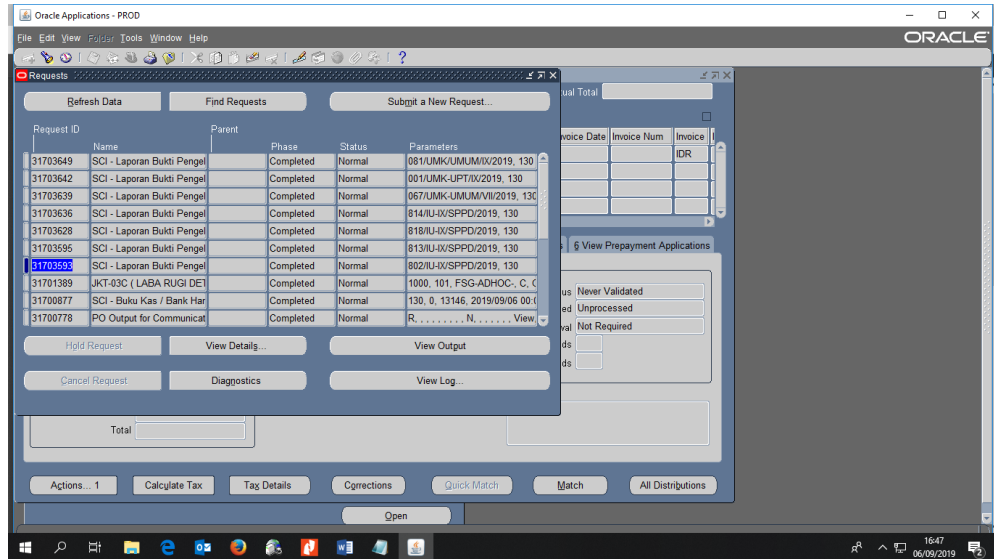 Oracle Applications - PROD
File Edit View Folder Tools Window Help
ORACLE
Requests
Refresh Data Find Requests Submit a New Request...
Request ID Parent
Name Phase Status Parameters
31703649 SCI - Laporan Bukti Pengel Completed Normal 081/UMK/UMUM/IX/2019, 130
31703642 SCI - Laporan Bukti Pengel Completed Normal 001/UMK-UPT/IX/2019, 130
31703639 SCI - Laporan Bukti Pengel Completed Normal 067/UMK-UMUM/VII/2019, 130
31703636 SCI - Laporan Bukti Pengel Completed Normal 814/IU-IX/SPPD/2019, 130
31703628 SCI - Laporan Bukti Pengel Completed Normal 818/IU-IX/SPPD/2019, 130
31703595 SCI - Laporan Bukti Pengel Completed Normal 813/IU-IX/SPPD/2019, 130
31703593 SCI - Laporan Bukti Pengel Completed Normal 802/IU-IX/SPPD/2019, 130
31701389 JKT-03C ( LABA RUGI DET Completed Normal 1000, 101, FSG-ADHOC-, C, C
31700877 SCI - Buku Kas / Bank Har Completed Normal 130, 0, 13146, 2019/09/06 00:0
31700778 PO Output for Communicat Completed Normal R, , , , , , , , , N, , , , , , , View
Hold Request View Details... View Output
Cancel Request Diagnostics View Log...
tual Total
nvoice Date Invoice Num Invoice
IDR
6 View Prepayment Applications
us Never Validated
ed Unprocessed
val Not Required
ds
ds
Total
Actions... 1 Calculate Tax Tax Details Corrections Quick Match Match All Distributions
Open
16:47
06/09/2019